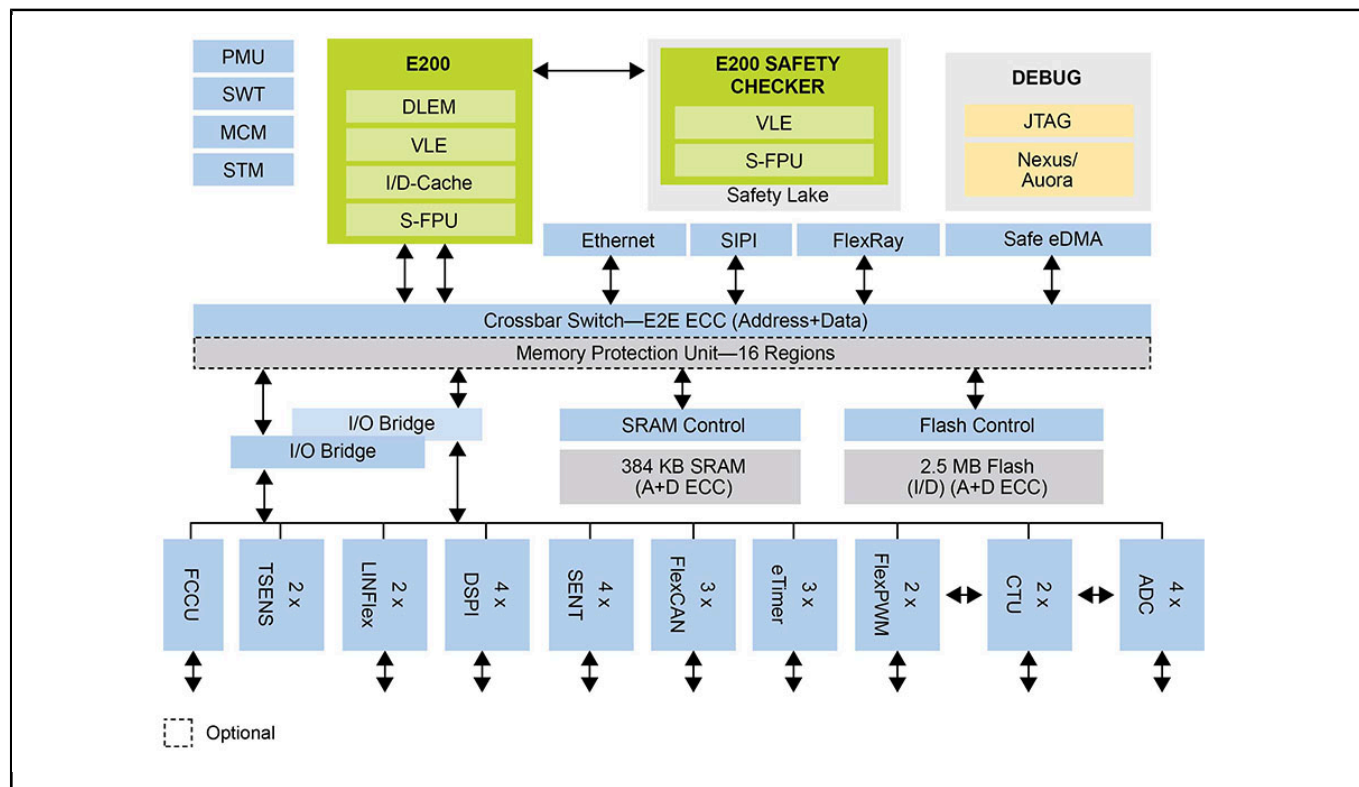 PMU
SWT
MCM
STM
E200
DLEM
VLE
I/D-Cache
S-FPU
E200 SAFETY
CHECKER
VLE
S-FPU
Safety Lake
DEBUG
JTAG
Nexus/
Auora
Ethernet
SIPI
FlexRay
Safe eDMA
Crossbar Switch—E2E ECC (Address+Data)
Memory Protection Unit—16 Regions
I/O Bridge
I/O Bridge
SRAM Control
384 KB SRAM
(A+D ECC)
Flash Control
2.5 MB Flash
(I/D) (A+D ECC)
FCCU
2 x
TSENS
2 x
LINFlex
4 x
DSPI
4 x
SENT
3 x
FlexCAN
3 x
eTimer
2 x
FlexPWM
2 x
CTU
4 x
ADC
Optional